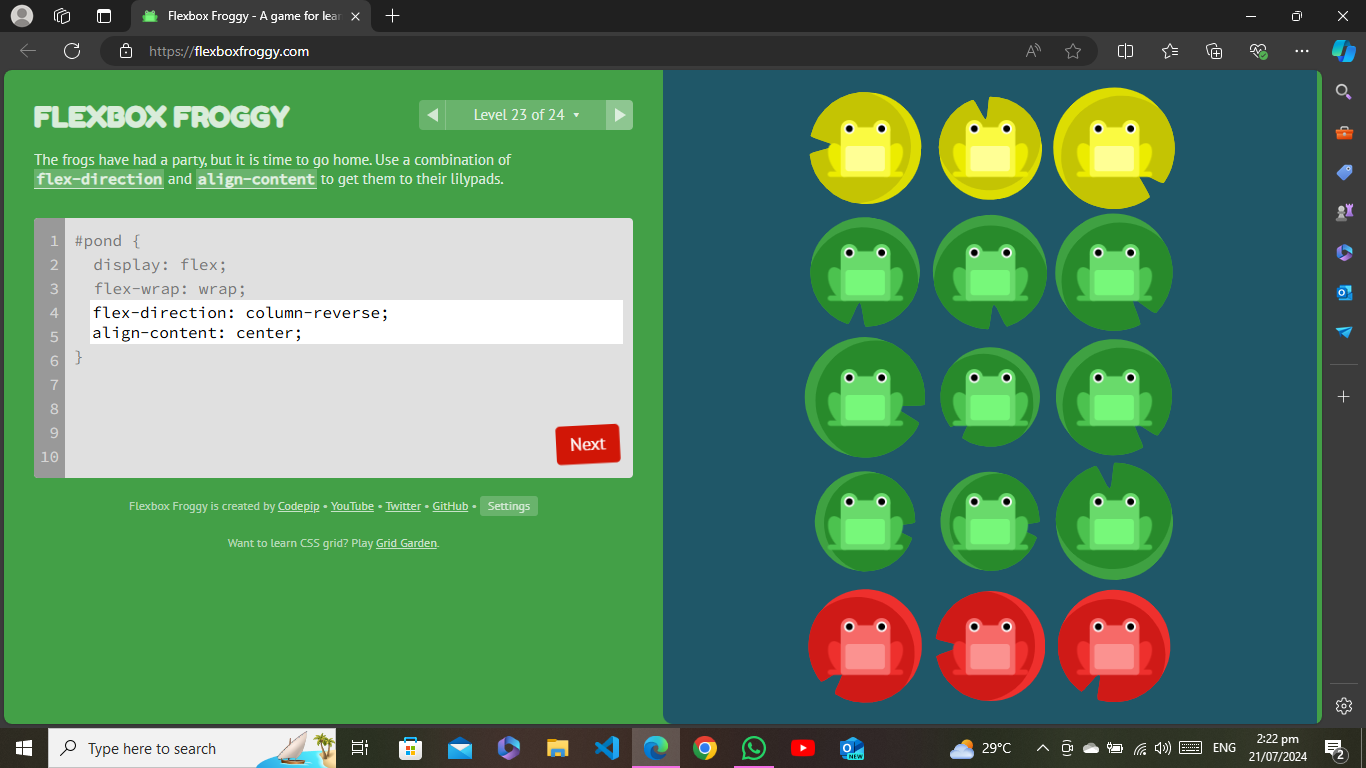 Flexbox Froggy - A game for lear
https://flexboxfroggy.com
FLEXBOX FROGGY
Level 23 of 24
The frogs have had a party, but it is time to go home. Use a combination of
flex-direction and align-content to get them to their lilypads.
1 #pond {
2 display: flex;
3 flex-wrap: wrap;
4 flex-direction: column-reverse;
5 align-content: center;
6 }
7
8
9
10
Next
Flexbox Froggy is created by Codepip • YouTube • Twitter • GitHub • Settings
Want to learn CSS grid? Play Grid Garden.
Type here to search
NEW
29°C
ENG
2:22 pm
21/07/2024
2